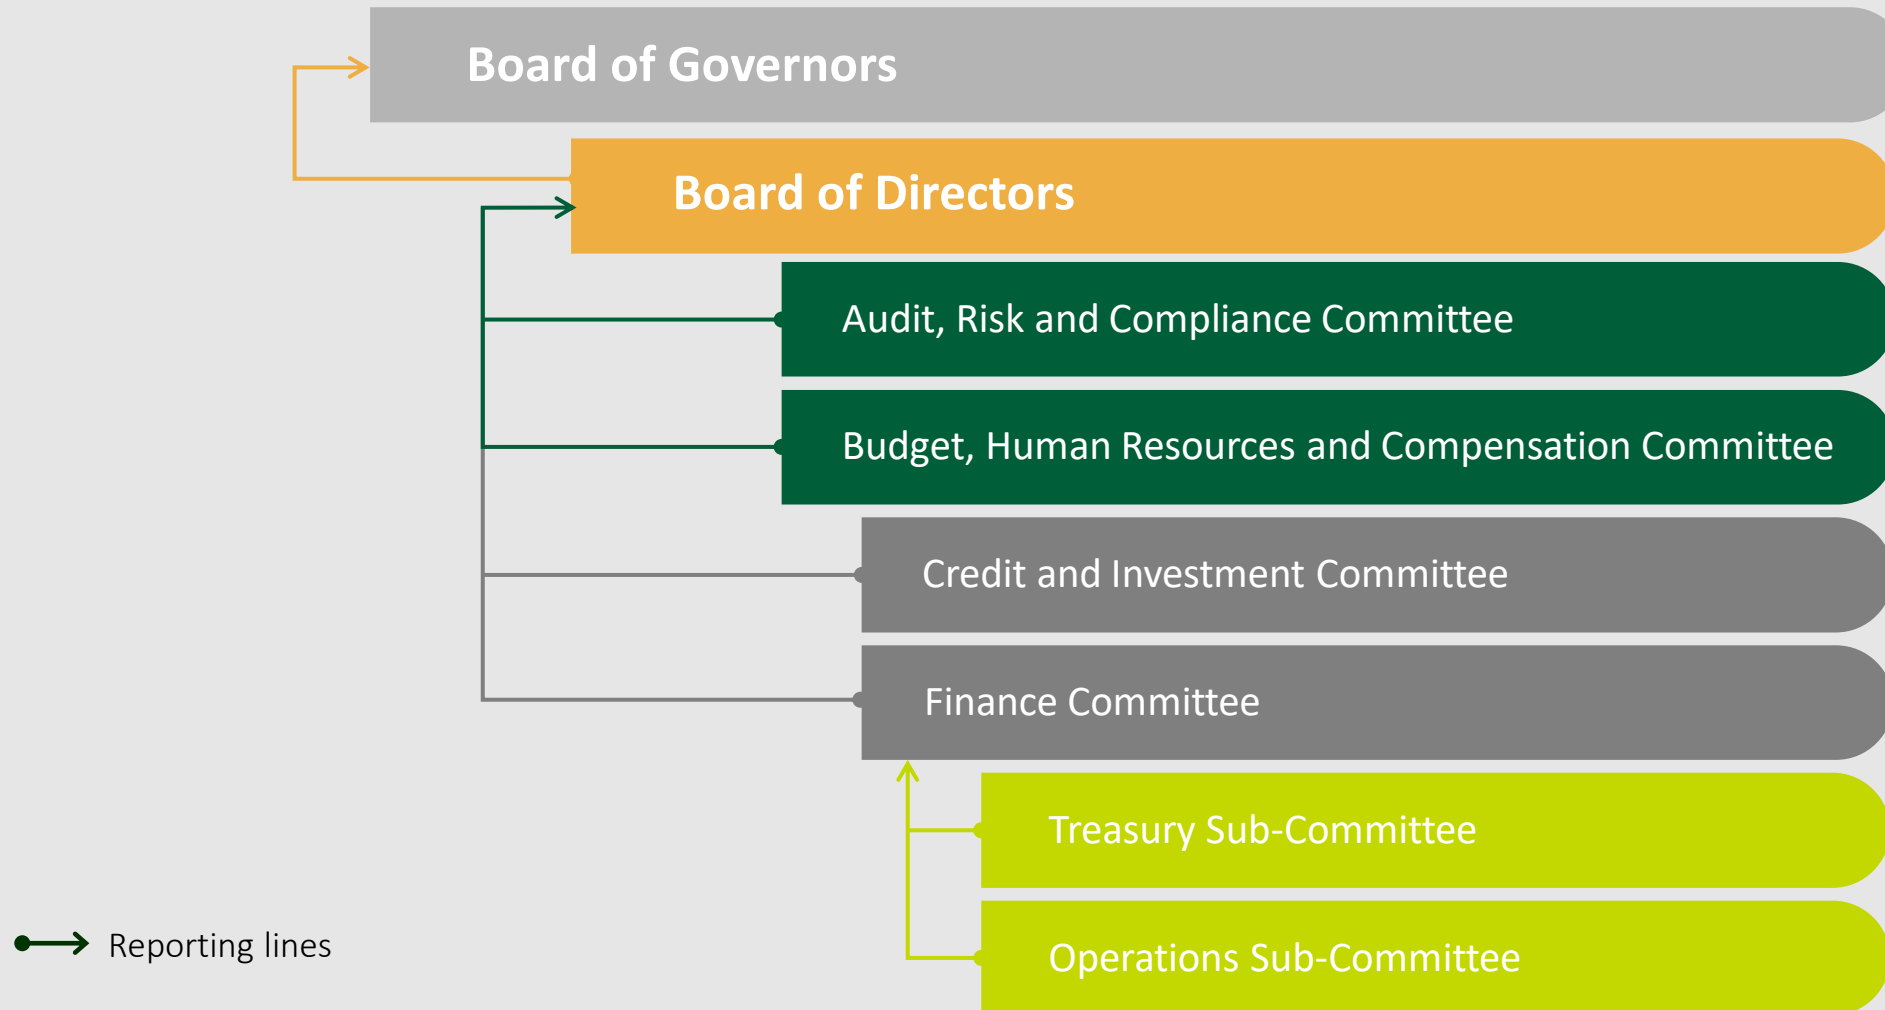 Board of Governors
Board of Directors
Audit, Risk and Compliance Committee
Budget, Human Resources and Compensation Committee
Credit and Investment Committee
Finance Committee
Treasury Sub-Committee
Operations Sub-Committee
Reporting lines